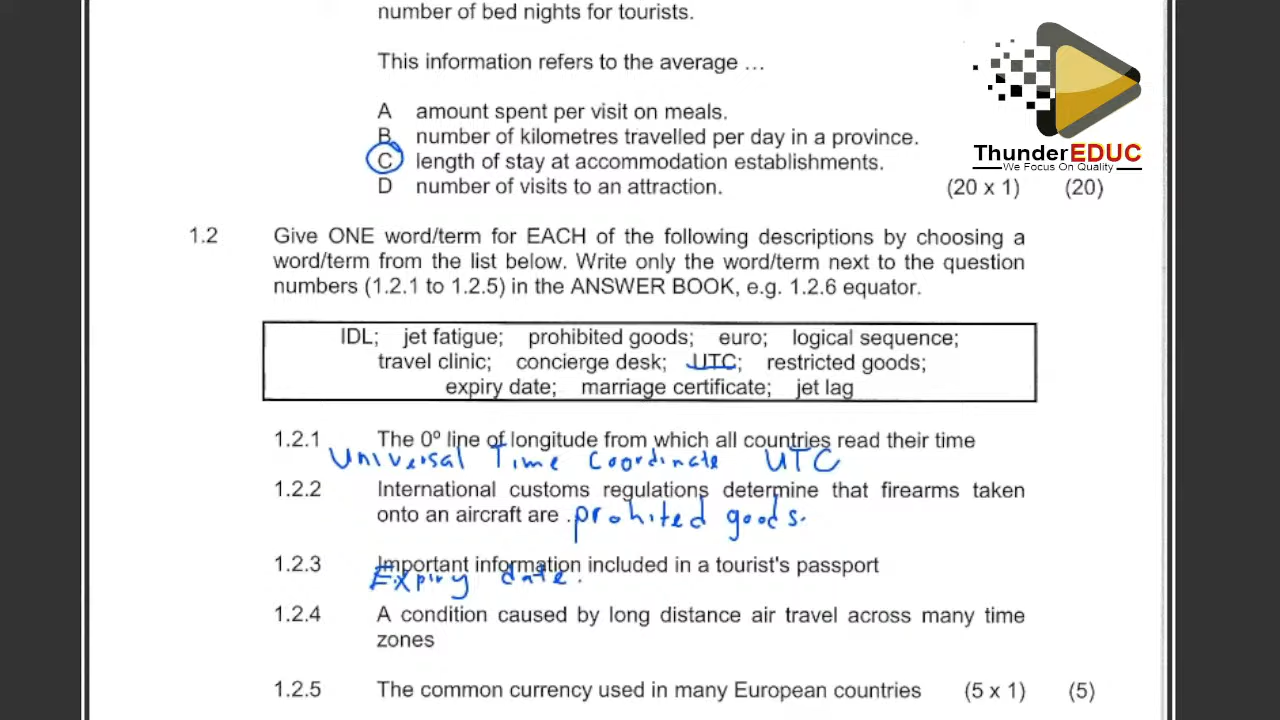 number of bed nights for tourists.
This information refers to the average ...
A amount spent per visit on meals.
B number of kilometres travelled per day in a province.
C length of stay at accommodation establishments.
D number of visits to an attraction. (20 x 1) (20)
ThunderEDUC
We Focus On Quality
1.2 Give ONE word/term for EACH of the following descriptions by choosing a
word/term from the list below. Write only the word/term next to the question
numbers (1.2.1 to 1.2.5) in the ANSWER BOOK, e.g. 1.2.6 equator.
IDL; jet fatigue; prohibited goods; euro; logical sequence;
travel clinic; concierge desk; UTC; restricted goods;
expiry date; marriage certificate; jet lag
1.2.1 The 0º line of longitude from which all countries read their time
Universal Time Coordinate UTC
1.2.2 International customs regulations determine that firearms taken
onto an aircraft are . prohited goods.
1.2.3 Important information included in a tourist's passport
Expiry date.
1.2.4 A condition caused by long distance air travel across many time
zones
1.2.5 The common currency used in many European countries (5 x 1) (5)